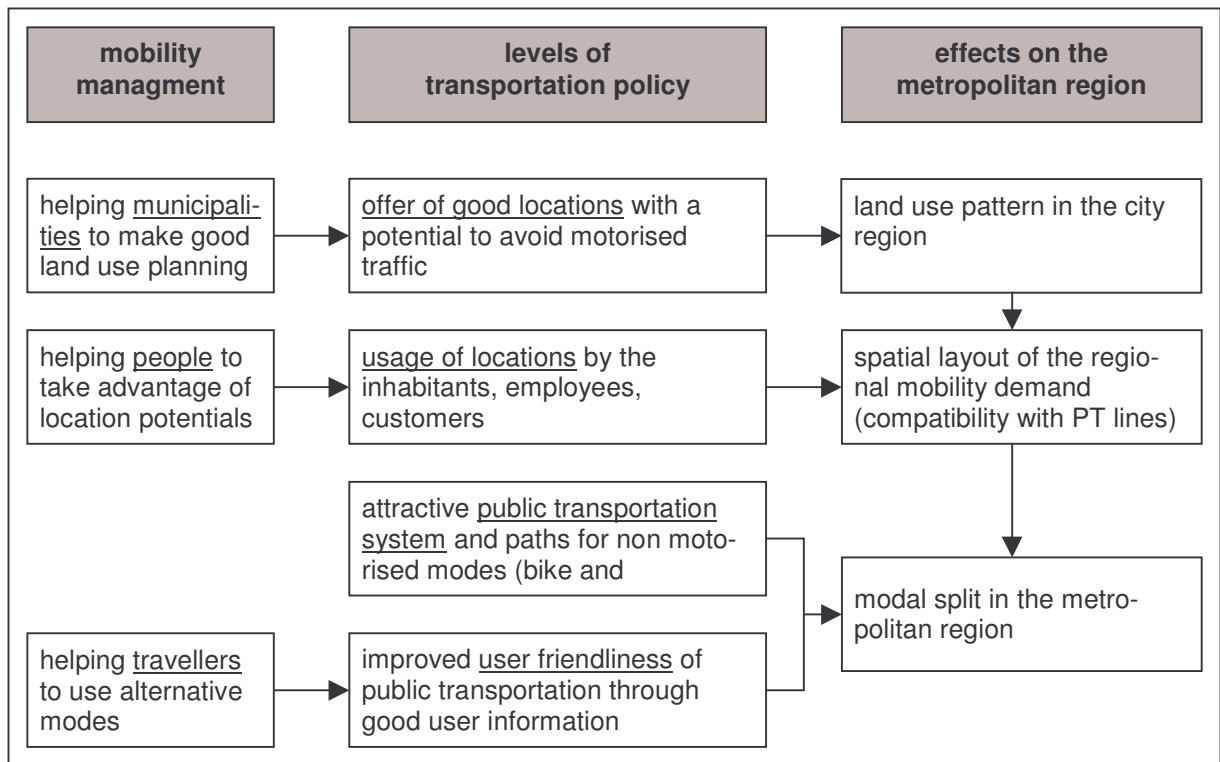 mobility
managment
levels of
transportation policy
effects on the
metropolitan region
helping municipali-
ties to make good
land use planning
offer of good locations with a
potential to avoid motorised
traffic
land use pattern in the city
region
helping people to
take advantage of
location potentials
usage of locations by the
inhabitants, employees,
customers
spatial layout of the regio-
nal mobility demand
(compatibility with PT lines)
attractive public transportation
system and paths for non moto-
rised modes (bike and
modal split in the metro-
politan region
helping travellers
to use alternative
modes
improved user friendliness of
public transportation through
good user information